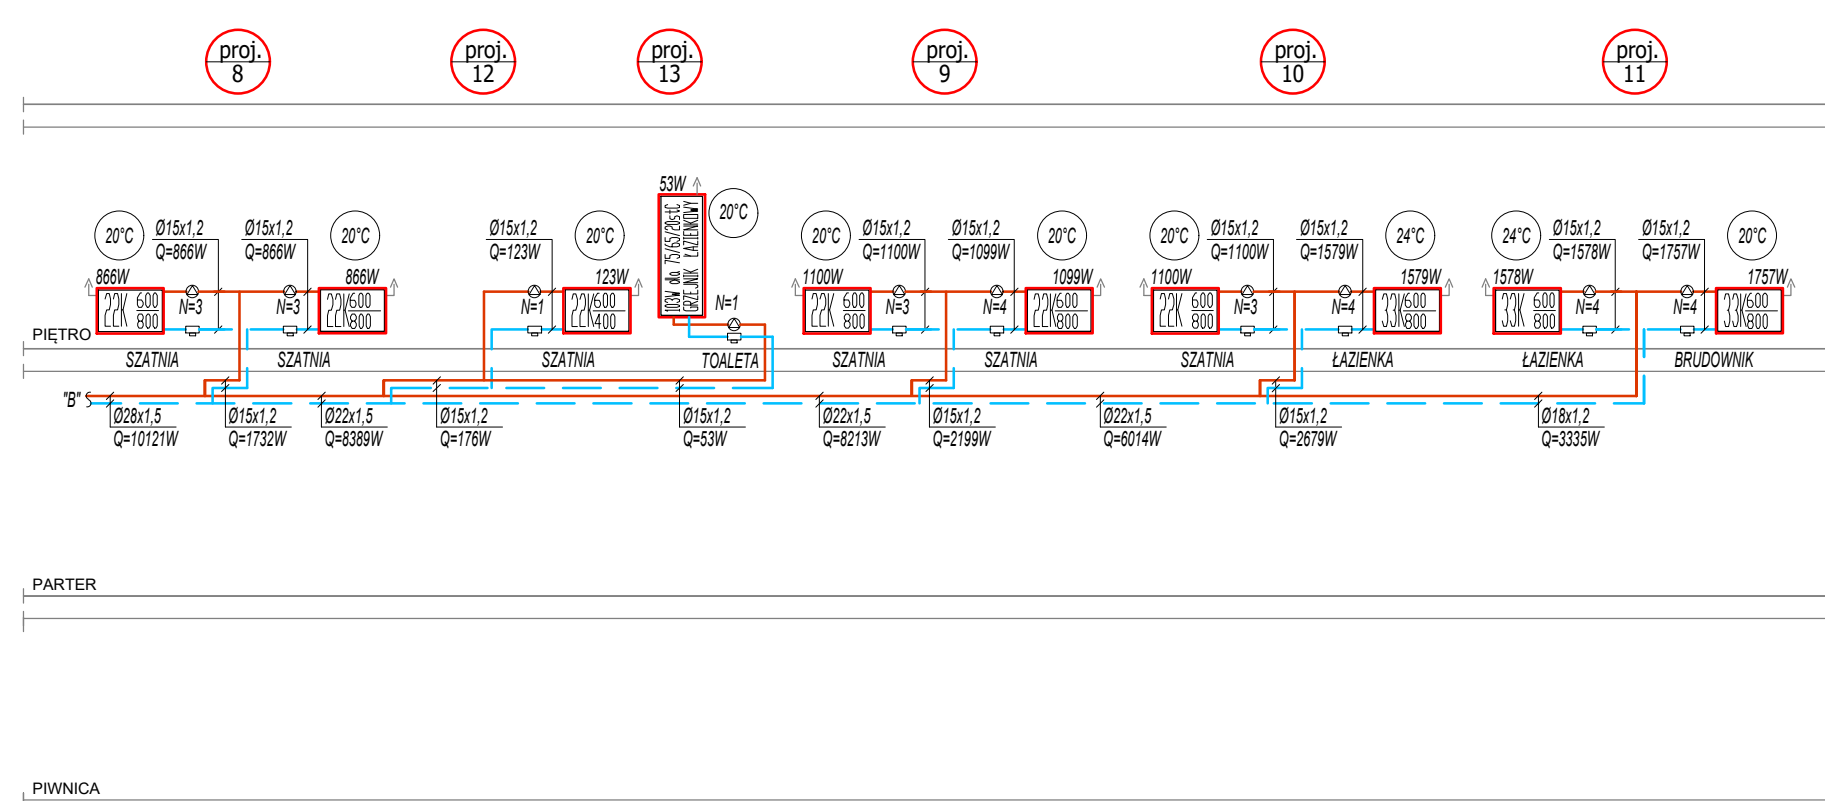 proj.
8
proj.
12
proj.
13
proj.
9
proj.
10
proj.
11
20°C
Ø15x1,2
Q=866W
866W
22K 600
800
N=3
Ø15x1,2
Q=866W
20°C
866W
22K 600
800
N=3
Ø15x1,2
Q=123W
20°C
123W
22K 600
400
N=1
53W
20°C
103W dla 75/65/20stC
GRZEJNIK ŁAZIENKOWY
N=1
20°C
Ø15x1,2
Q=1100W
1100W
22K 600
800
N=3
Ø15x1,2
Q=1099W
20°C
1099W
22K 600
800
N=4
20°C
Ø15x1,2
Q=1100W
1100W
22K 600
800
N=3
Ø15x1,2
Q=1579W
24°C
1579W
33K 600
800
N=4
24°C
Ø15x1,2
Q=1578W
1578W
33K 600
800
N=4
Ø15x1,2
Q=1757W
20°C
1757W
33K 600
800
N=4
PIĘTRO
SZATNIA
SZATNIA
SZATNIA
TOALETA
SZATNIA
SZATNIA
SZATNIA
ŁAZIENKA
ŁAZIENKA
BRUDOWNIK
"B"
Ø28x1,5
Q=10121W
Ø15x1,2
Q=1732W
Ø22x1,5
Q=8389W
Ø15x1,2
Q=176W
Ø15x1,2
Q=53W
Ø22x1,5
Q=8213W
Ø15x1,2
Q=2199W
Ø22x1,5
Q=6014W
Ø15x1,2
Q=2679W
Ø18x1,2
Q=3335W
PARTER
PIWNICA